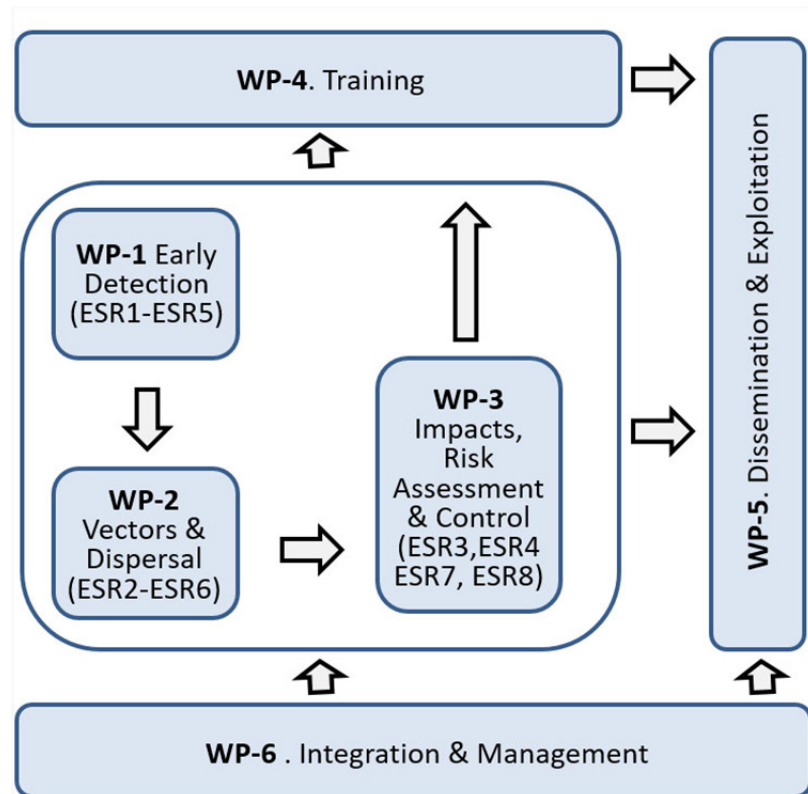 WP-4. Training
WP-1 Early
Detection
(ESR1-ESR5)
WP-2
Vectors &
Dispersal
(ESR2-ESR6)
WP-3
Impacts,
Risk
Assessment
& Control
(ESR3,ESR4
ESR7, ESR8)
WP-5. Dissemination & Exploitation
WP-6 . Integration & Management